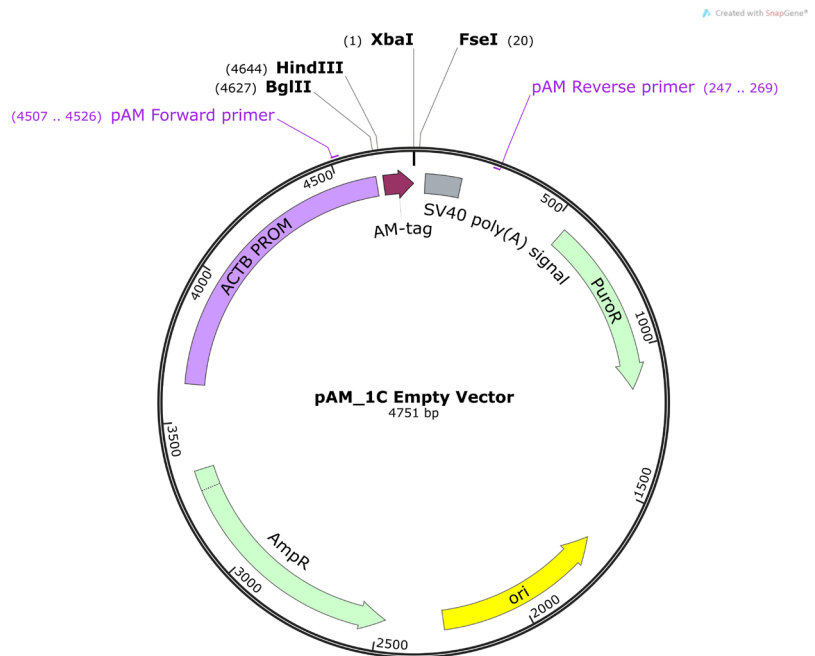 Created with SnapGene®
(1) XbaI
FseI (20)
(4644) HindIII
(4627) BglII
pAM Reverse primer (247 .. 269)
(4507 .. 4526) pAM Forward primer
4500
500
AM-tag
SV40 poly(A) signal
ACTB PROM
PuroR
4000
1000
pAM_1C Empty Vector
4751 bp
3500
1500
AmpR
ori
3000
2000
2500